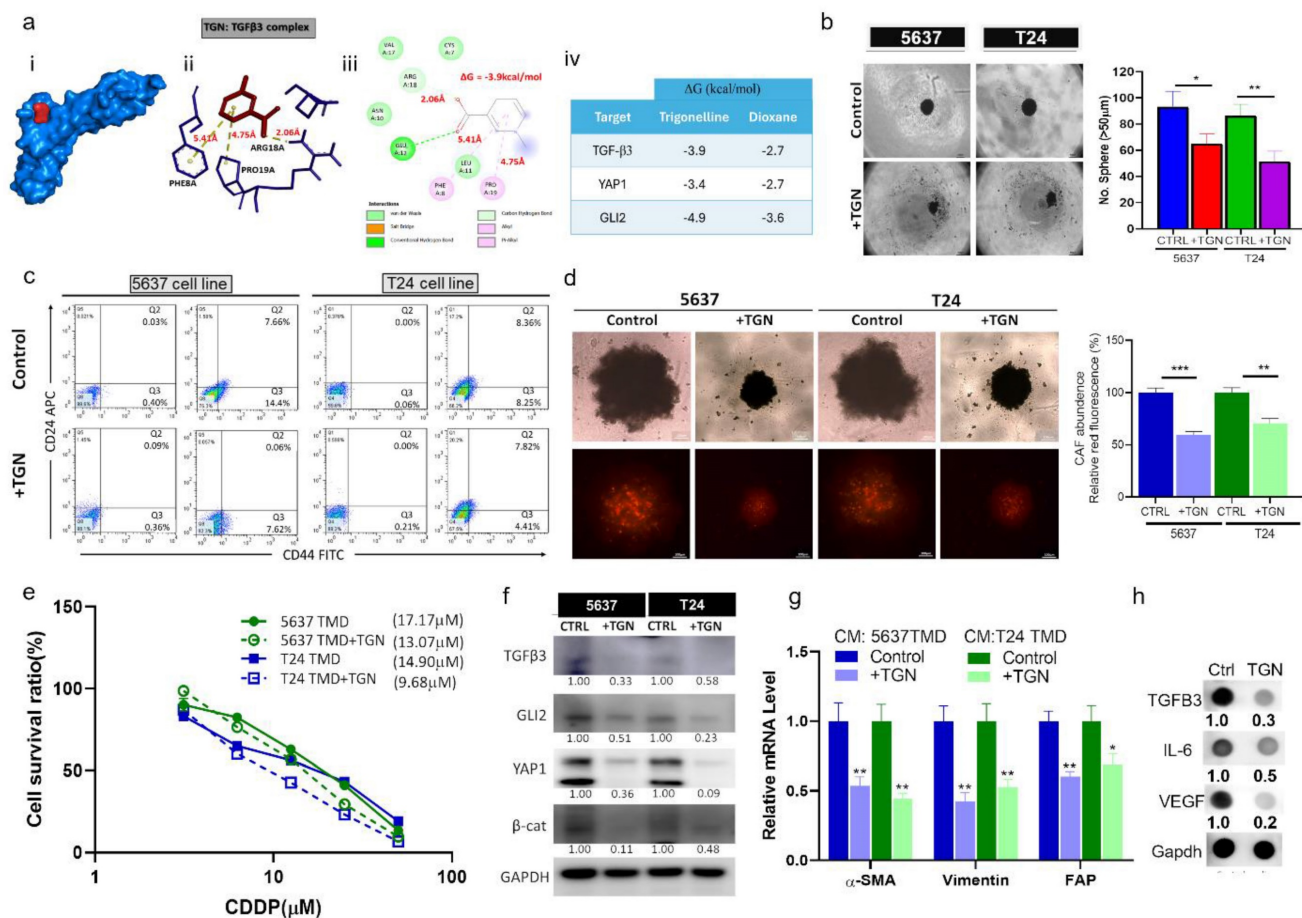 a
TGN: TGFβ3 complex
i
ii
5.41Å
4.75Å
2.06Å
ARG18A
PHE8A
PRO19A
iii
VAL
A:17
CYS
A:7
ARG
A:18
ΔG = -3.9kcal/mol
2.06Å
ASN
5.41Å
LEU
A:11
4.75Å
PHE
A:8
PRO
A:19
Interactions
van der Waals
Salt Bridge
Conventional Hydrogen Bond
Carbon Hydrogen Bond
Alkyl
Pi-Alkyl
iv
ΔG (kcal/mol)
Target Trigonelline Dioxane
TGF-β3 -3.9 -2.7
YAP1 -3.4 -2.7
GLI2 -4.9 -3.6
b
5637 T24
Control
+TGN
No. Sphere (>50μm)
120
100
80
60
40
20
0
* **
CTRL +TGN CTRL +TGN
5637 T24
c
5637 cell line T24 cell line
Control
+TGN
CD24 APC
Q2 Q2 Q2 Q2
0.03% 7.66% 0.00% 8.36%
Q3 Q3 Q3 Q3
0.40% 14.4% 0.06% 8.25%
Q2 Q2 Q2 Q2
0.09% 0.06% 0.00% 7.82%
Q3 Q3 Q3 Q3
0.36% 7.62% 0.21% 4.41%
CD44 FITC
d
5637 T24
Control +TGN Control +TGN
CAF abundance
Relative red fluorescence (%)
150
125
100
75
50
25
0
*** **
CTRL +TGN CTRL +TGN
5637 T24
e
Cell survival ratio(%)
150
100
50
0
1 10 100
CDDP(μM)
5637 TMD (17.17μM)
5637 TMD+TGN (13.07μM)
T24 TMD (14.90μM)
T24 TMD+TGN (9.68μM)
f
5637 T24
CTRL +TGN CTRL +TGN
TGFβ3
1.00 0.33 1.00 0.58
GLI2
1.00 0.51 1.00 0.23
YAP1
1.00 0.36 1.00 0.09
β-cat
1.00 0.11 1.00 0.48
GAPDH
g
CM: 5637TMD CM:T24 TMD
Control Control
+TGN +TGN
Relative mRNA Level
1.5
1.0
0.5
0.0
** ** ** ** ** *
α-SMA Vimentin FAP
h
Ctrl TGN
TGFB3
1.0 0.3
IL-6
1.0 0.5
VEGF
1.0 0.2
Gapdh